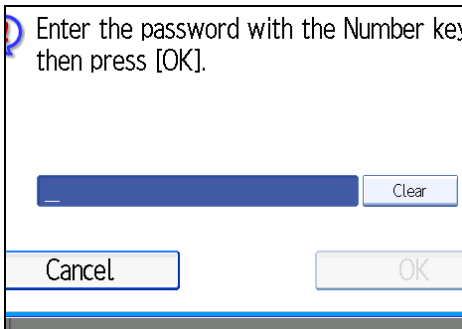 Enter the password with the Number key
then press [OK].
Clear
Cancel
OK